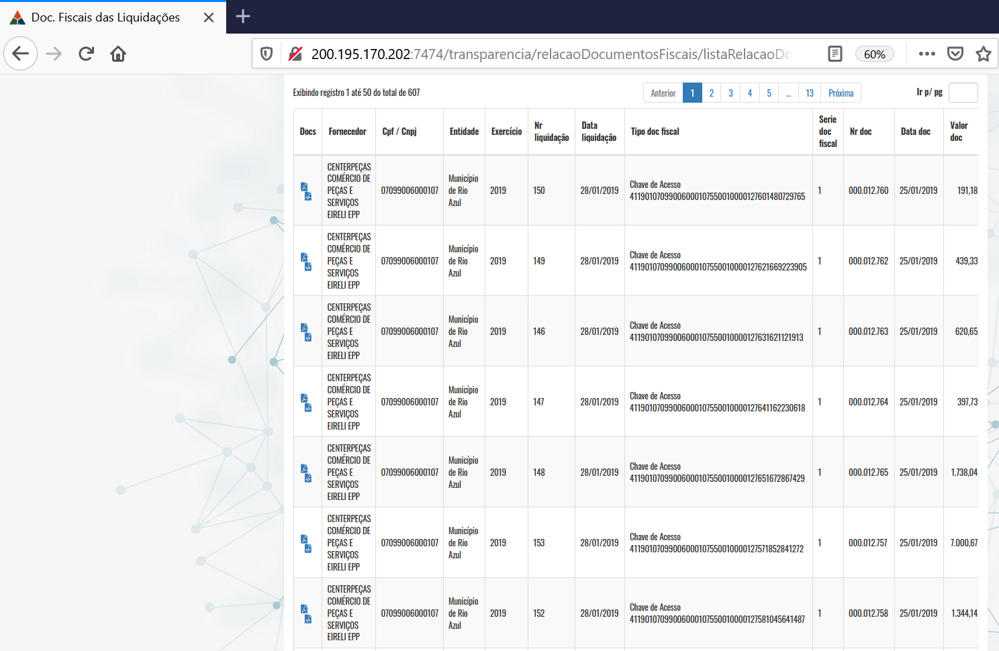 Doc. Fiscais das Liquidações
200.195.170.202:7474/transparencia/relacaoDocumentosFiscais/listaRelacaoDo
60%
Exibindo registro 1 até 50 do total de 607
Anterior 1 2 3 4 5 ... 13 Próxima
Ir p/ pg
Docs Fornecedor Cpf / Cnpj Entidade Exercício Nr liquidação Data liquidação Tipo doc fiscal Serie doc fiscal Nr doc Data doc Valor doc
CENTERPEÇAS COMÉRCIO DE PEÇAS E SERVIÇOS EIRELI EPP 07099006000107 Município de Rio Azul 2019 150 28/01/2019 Chave de Acesso 41190107099006000107550010000127601480729765 1 000.012.760 25/01/2019 191,18
CENTERPEÇAS COMÉRCIO DE PEÇAS E SERVIÇOS EIRELI EPP 07099006000107 Município de Rio Azul 2019 149 28/01/2019 Chave de Acesso 41190107099006000107550010000127621669223905 1 000.012.762 25/01/2019 439,33
CENTERPEÇAS COMÉRCIO DE PEÇAS E SERVIÇOS EIRELI EPP 07099006000107 Município de Rio Azul 2019 146 28/01/2019 Chave de Acesso 41190107099006000107550010000127631621121913 1 000.012.763 25/01/2019 620,65
CENTERPEÇAS COMÉRCIO DE PEÇAS E SERVIÇOS EIRELI EPP 07099006000107 Município de Rio Azul 2019 147 28/01/2019 Chave de Acesso 41190107099006000107550010000127641162230618 1 000.012.764 25/01/2019 397,73
CENTERPEÇAS COMÉRCIO DE PEÇAS E SERVIÇOS EIRELI EPP 07099006000107 Município de Rio Azul 2019 148 28/01/2019 Chave de Acesso 41190107099006000107550010000127651672867429 1 000.012.765 25/01/2019 1.738,04
CENTERPEÇAS COMÉRCIO DE PEÇAS E SERVIÇOS EIRELI EPP 07099006000107 Município de Rio Azul 2019 153 28/01/2019 Chave de Acesso 41190107099006000107550010000127571852841272 1 000.012.757 25/01/2019 7.000,67
CENTERPEÇAS COMÉRCIO DE PEÇAS E SERVIÇOS EIRELI EPP 07099006000107 Município de Rio Azul 2019 152 28/01/2019 Chave de Acesso 41190107099006000107550010000127581045641487 1 000.012.758 25/01/2019 1.344,14